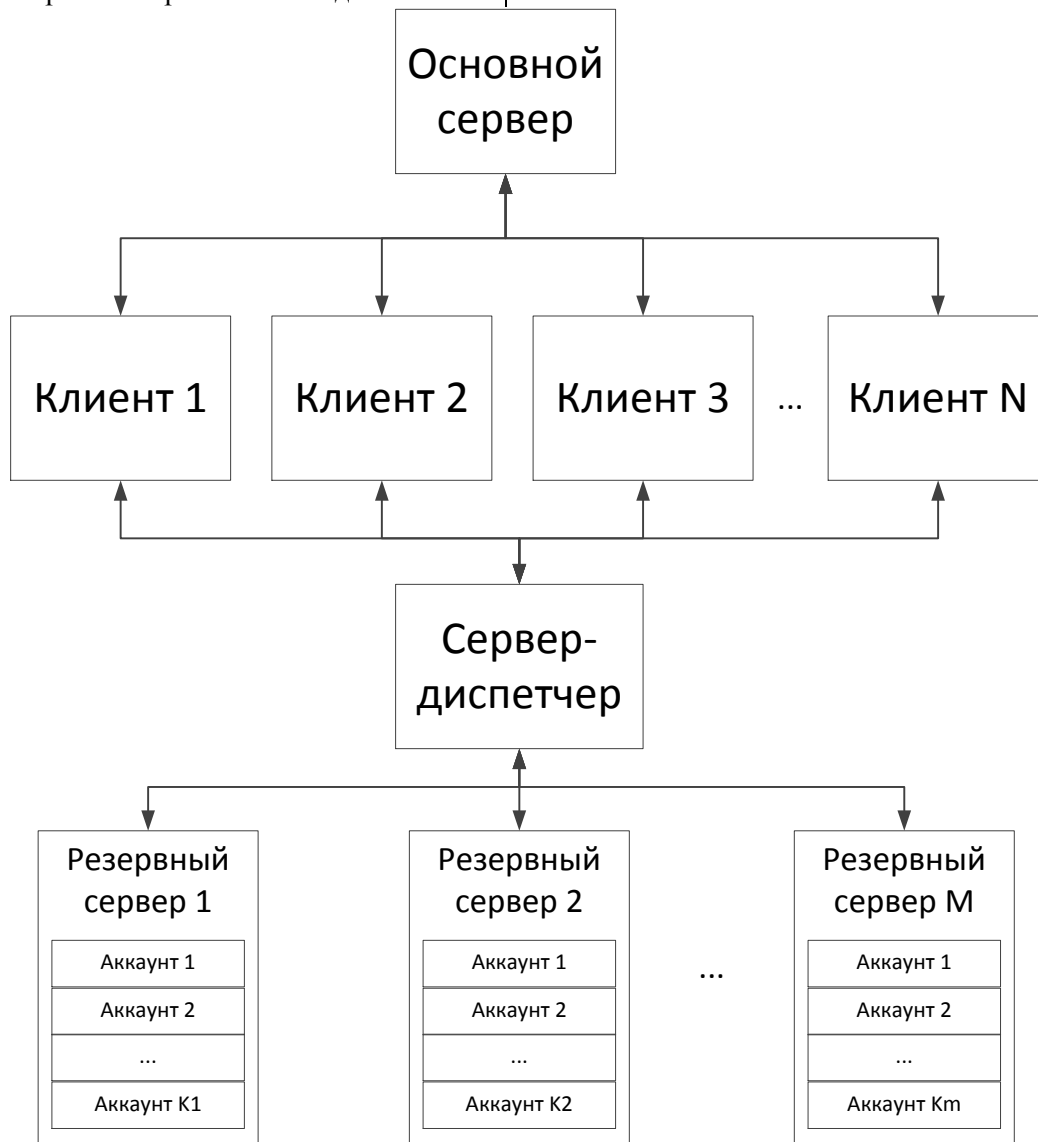 Основной
сервер
Клиент 1
Клиент 2
Клиент 3
...
Клиент N
Сервер-
диспетчер
Резервный
сервер 1
Аккаунт 1
Аккаунт 2
...
Аккаунт K1
Резервный
сервер 2
Аккаунт 1
Аккаунт 2
...
Аккаунт K2
...
Резервный
сервер M
Аккаунт 1
Аккаунт 2
...
Аккаунт Km